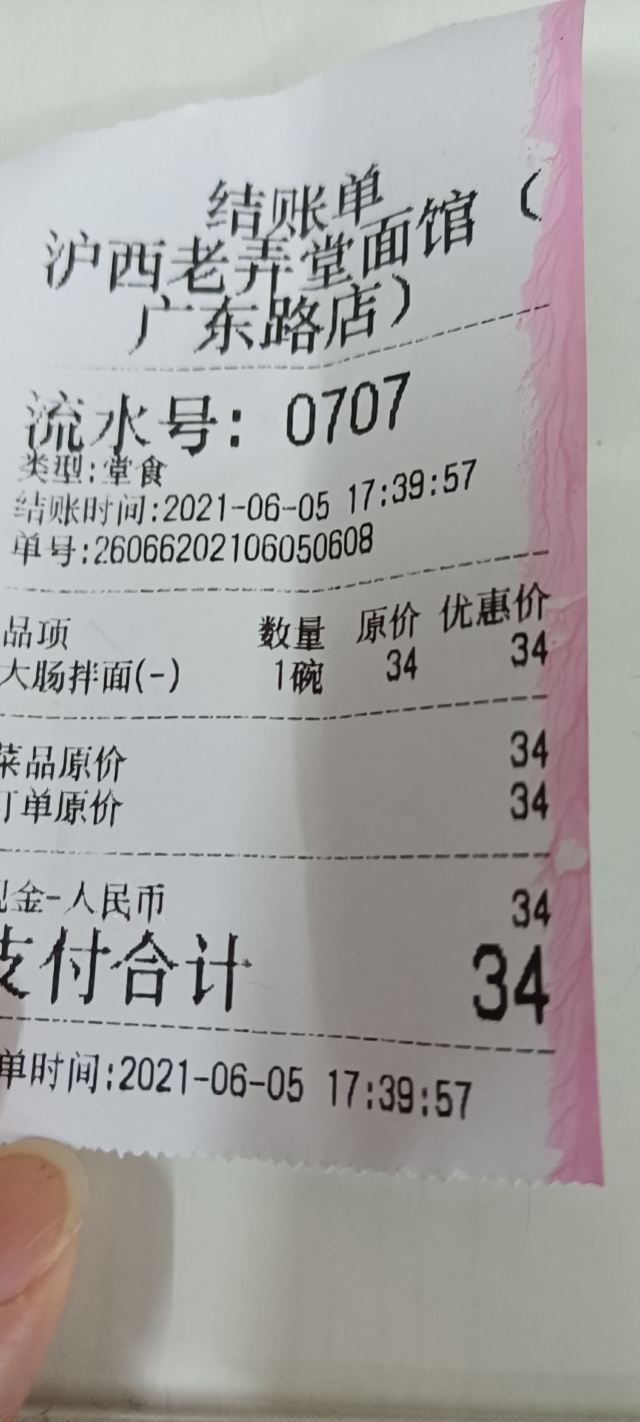 结账单
沪西老弄堂面馆（
广东路店）
流水号: 0707
类型:堂食
结账时间:2021-06-05 17:39:57
单号:26066202106050608
品项 数量 原价 优惠价
大肠拌面(-) 1碗 34 34
菜品原价 34
订单原价 34
现金-人民币 34
支付合计 34
单时间:2021-06-05 17:39:57